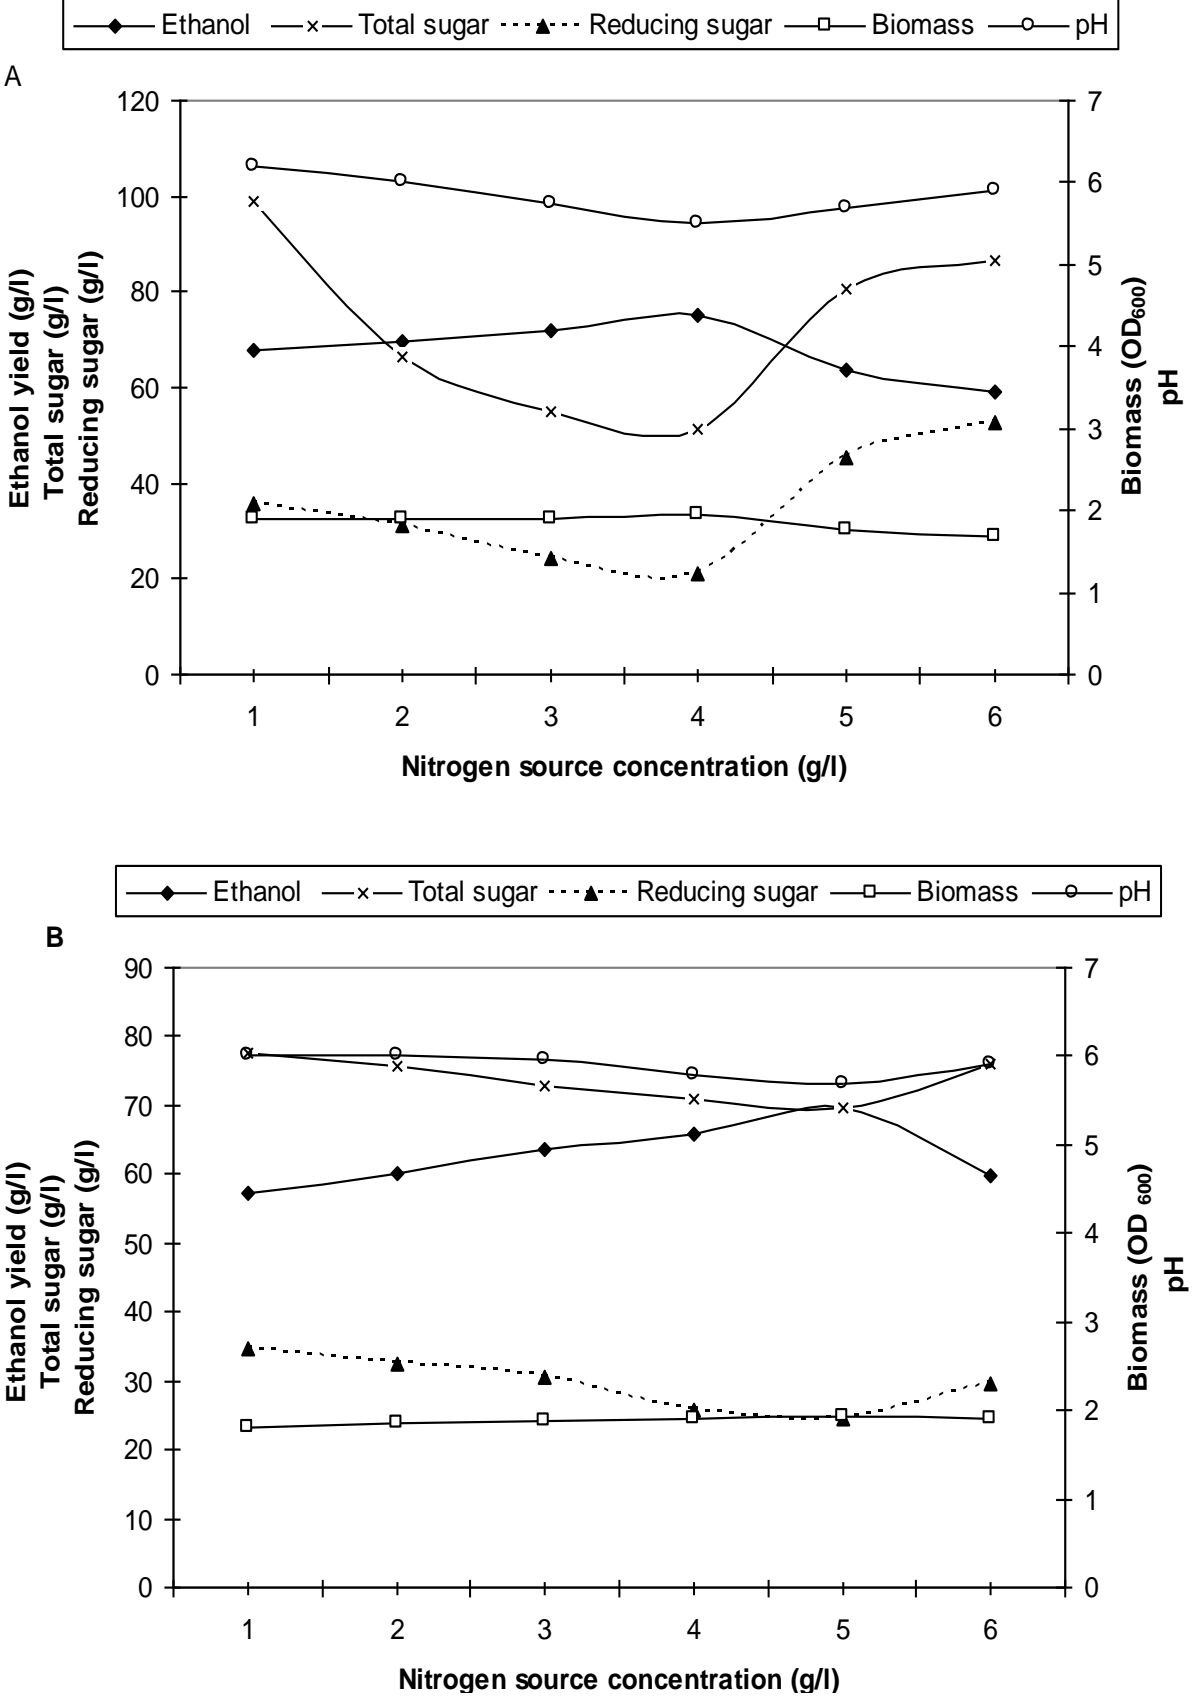 Ethanol Total sugar Reducing sugar Biomass pH
A
120
100
80
60
40
20
0
7
6
5
4
3
2
1
0
1 2 3 4 5 6
Ethanol yield (g/l)
Total sugar (g/l)
Reducing sugar (g/l)
Biomass (OD600)
pH
Nitrogen source concentration (g/l)
Ethanol Total sugar Reducing sugar Biomass pH
B
90
80
70
60
50
40
30
20
10
0
7
6
5
4
3
2
1
0
1 2 3 4 5 6
Ethanol yield (g/l)
Total sugar (g/l)
Reducing sugar (g/l)
Biomass (OD 600)
pH
Nitrogen source concentration (g/l)